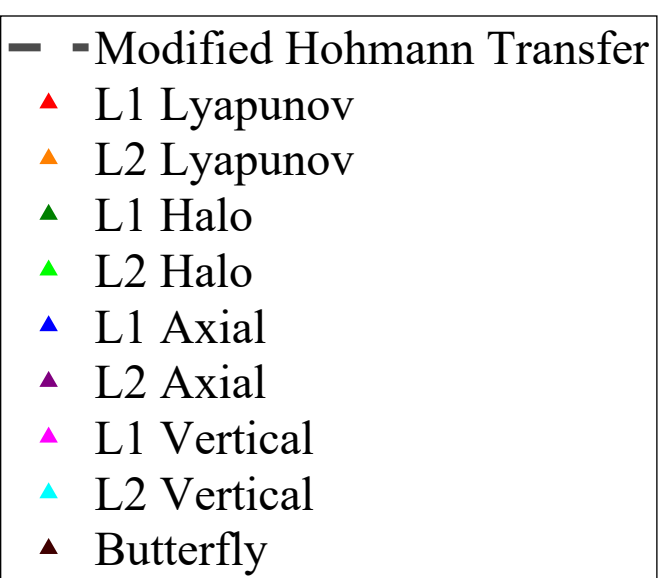 Modified Hohmann Transfer
L1 Lyapunov
L2 Lyapunov
L1 Halo
L2 Halo
L1 Axial
L2 Axial
L1 Vertical
L2 Vertical
Butterfly